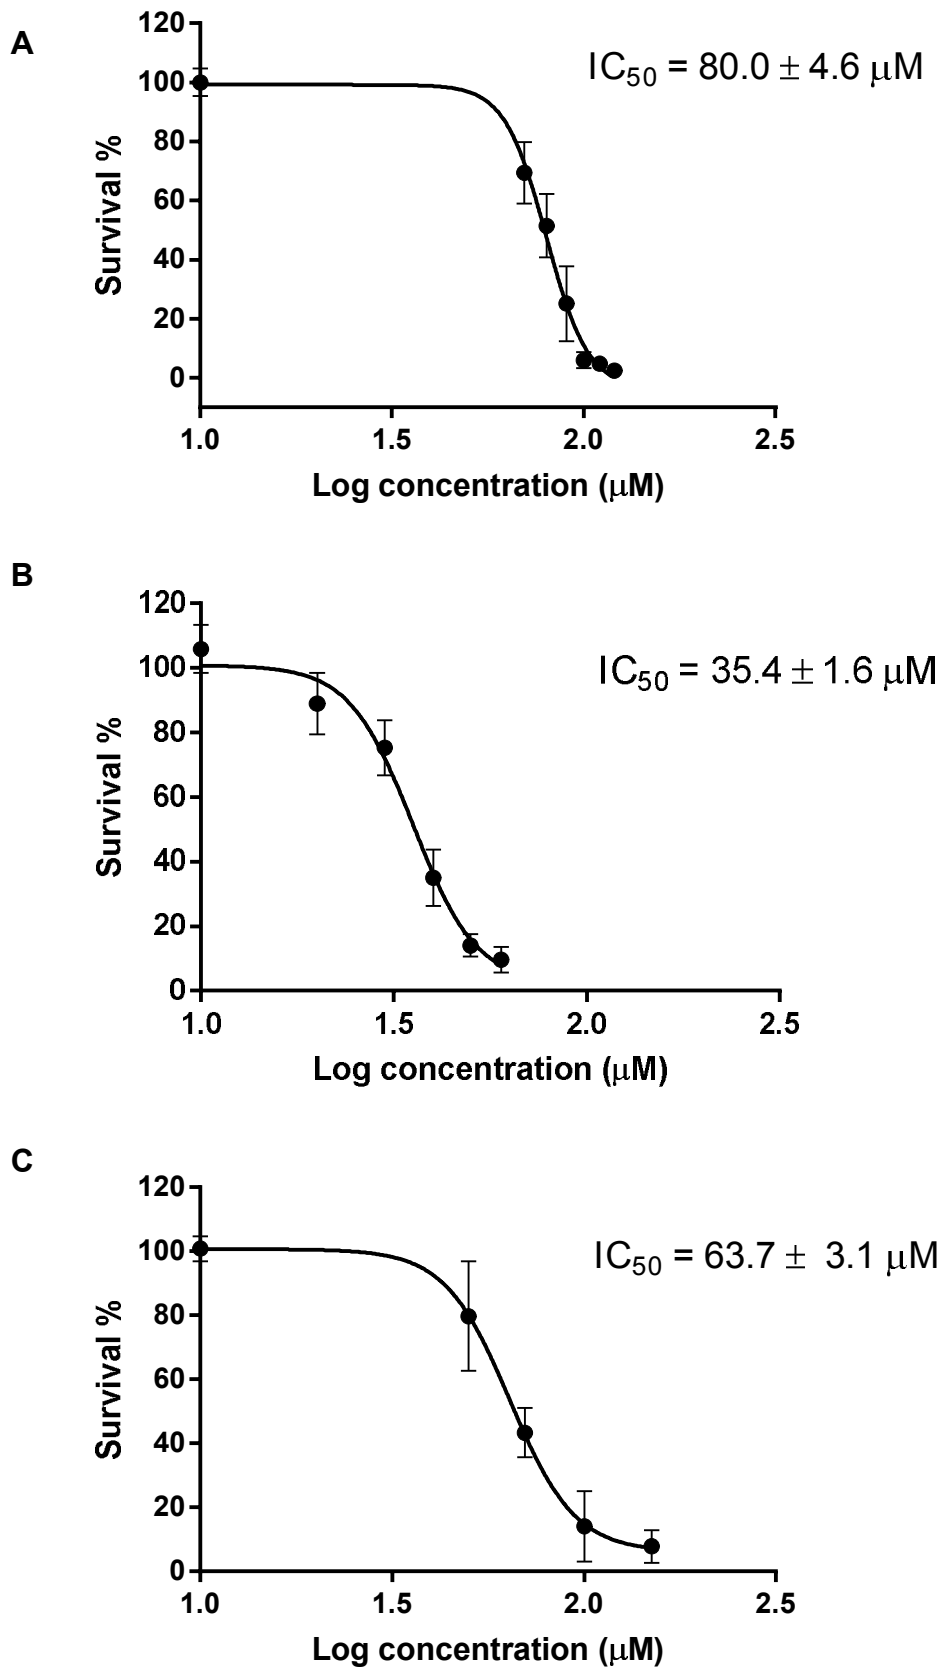 A
IC50 = 80.0 ± 4.6 μM
120
100
80
60
40
20
0
Survival %
1.0 1.5 2.0 2.5
Log concentration (μM)
B
IC50 = 35.4 ± 1.6 μM
120
100
80
60
40
20
0
Survival %
1.0 1.5 2.0 2.5
Log concentration (μM)
C
IC50 = 63.7 ± 3.1 μM
120
100
80
60
40
20
0
Survival %
1.0 1.5 2.0 2.5
Log concentration (μM)